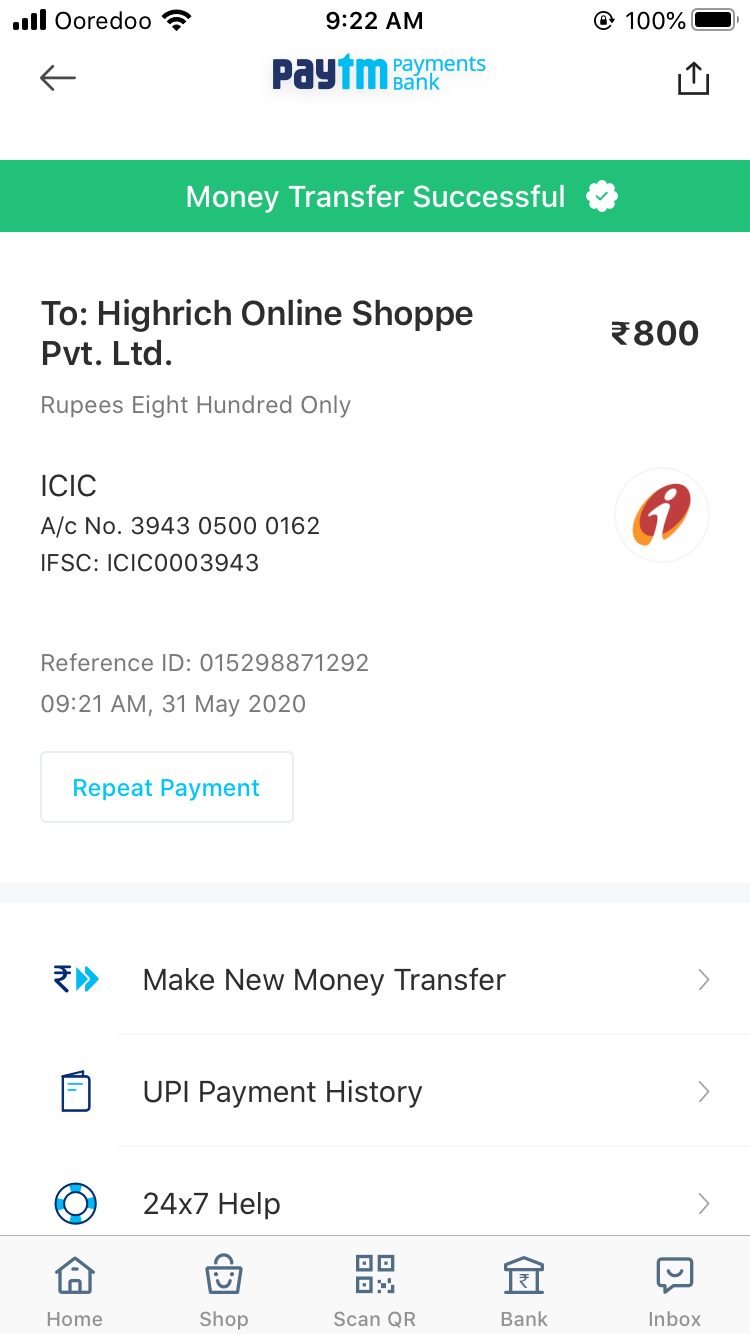 Ooredoo 9:22 AM 100%
paytm Payments Bank
Money Transfer Successful
To: Highrich Online Shoppe
Pvt. Ltd.
₹800
Rupees Eight Hundred Only
ICIC
A/c No. 3943 0500 0162
IFSC: ICIC0003943
Reference ID: 015298871292
09:21 AM, 31 May 2020
Repeat Payment
Make New Money Transfer
UPI Payment History
24x7 Help
Home Shop Scan QR Bank Inbox